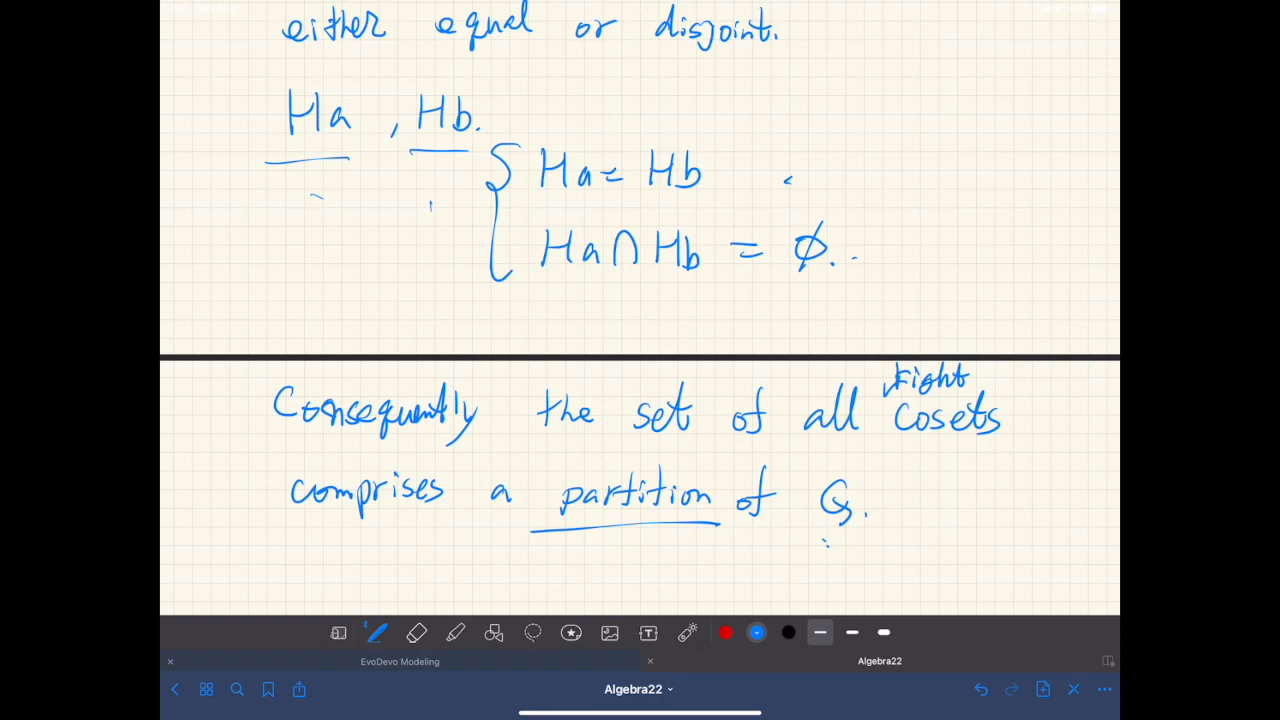 either equal or disjoint.
Ha , Hb.
Ha = Hb
Ha ∩ Hb = ∅.
right
Consequently the set of all cosets
comprises a partition of G.
EvoDevo Modeling
Algebra22
Algebra22